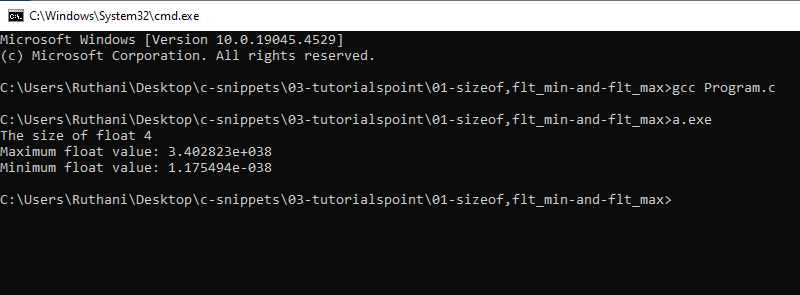 C:\Windows\System32\cmd.exe
Microsoft Windows [Version 10.0.19045.4529]
(c) Microsoft Corporation. All rights reserved.
C:\Users\Ruthani\Desktop\c-snippets\03-tutorialspoint\01-sizeof,flt_min-and-flt_max>gcc Program.c
C:\Users\Ruthani\Desktop\c-snippets\03-tutorialspoint\01-sizeof,flt_min-and-flt_max>a.exe
The size of float 4
Maximum float value: 3.402823e+038
Minimum float value: 1.175494e-038
C:\Users\Ruthani\Desktop\c-snippets\03-tutorialspoint\01-sizeof,flt_min-and-flt_max>